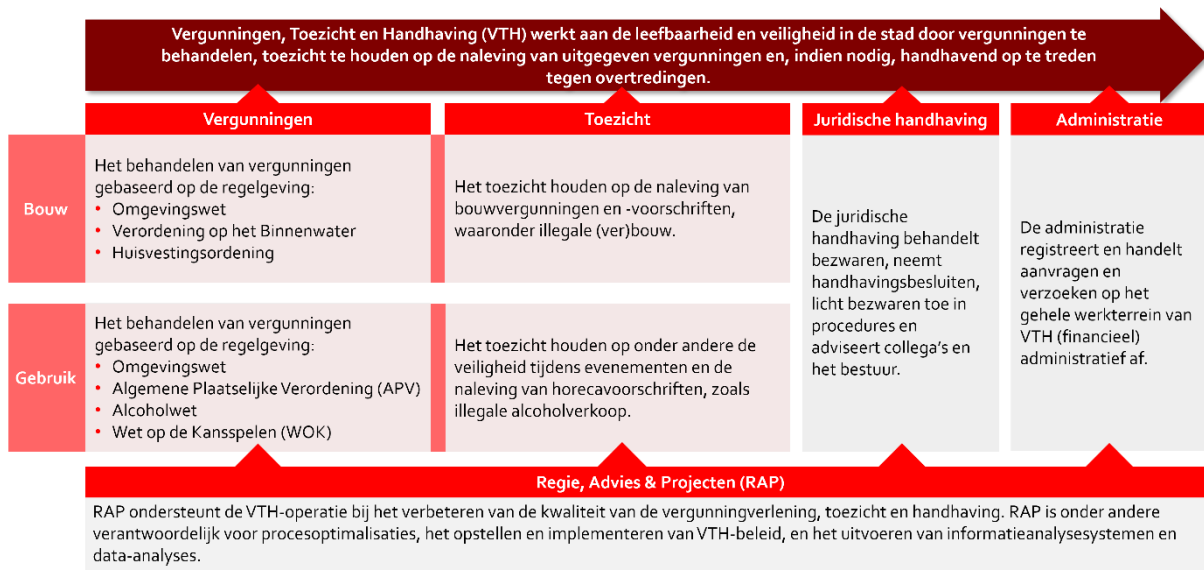 Vergunningen, Toezicht en Handhaving (VTH) werkt aan de leefbaarheid en veiligheid in de stad door vergunningen te
behandelen, toezicht te houden op de naleving van uitgegeven vergunningen en, indien nodig, handhavend op te treden
tegen overtredingen.
Vergunningen
Toezicht
Juridische handhaving
Administratie
Bouw
Het behandelen van vergunningen
gebaseerd op de regelgeving:
• Omgevingswet
• Verordening op het Binnenwater
• Huisvestingsordening
Het toezicht houden op de naleving van
bouwvergunningen en -voorschriften,
waaronder illegale (ver)bouw.
Gebruik
Het behandelen van vergunningen
gebaseerd op de regelgeving:
• Omgevingswet
• Algemene Plaatselijke Verordening (APV)
• Alcoholwet
• Wet op de Kansspelen (WOK)
Het toezicht houden op onder andere de
veiligheid tijdens evenementen en de
naleving van horecavoorschriften, zoals
illegale alcoholverkoop.
De juridische
handhaving behandelt
bezwaren, neemt
handhavingsbesluiten,
licht bezwaren toe in
procedures en
adviseert collega's en
het bestuur.
De administratie
registreert en handelt
aanvragen en
verzoeken op het
gehele werkterrein van
VTH (financieel)
administratief af.
Regie, Advies & Projecten (RAP)
RAP ondersteunt de VTH-operatie bij het verbeteren van de kwaliteit van de vergunningverlening, toezicht en handhaving. RAP is onder andere
verantwoordelijk voor procesoptimalisaties, het opstellen en implementeren van VTH-beleid, en het uitvoeren van informatieanalysesystemen en
data-analyses.